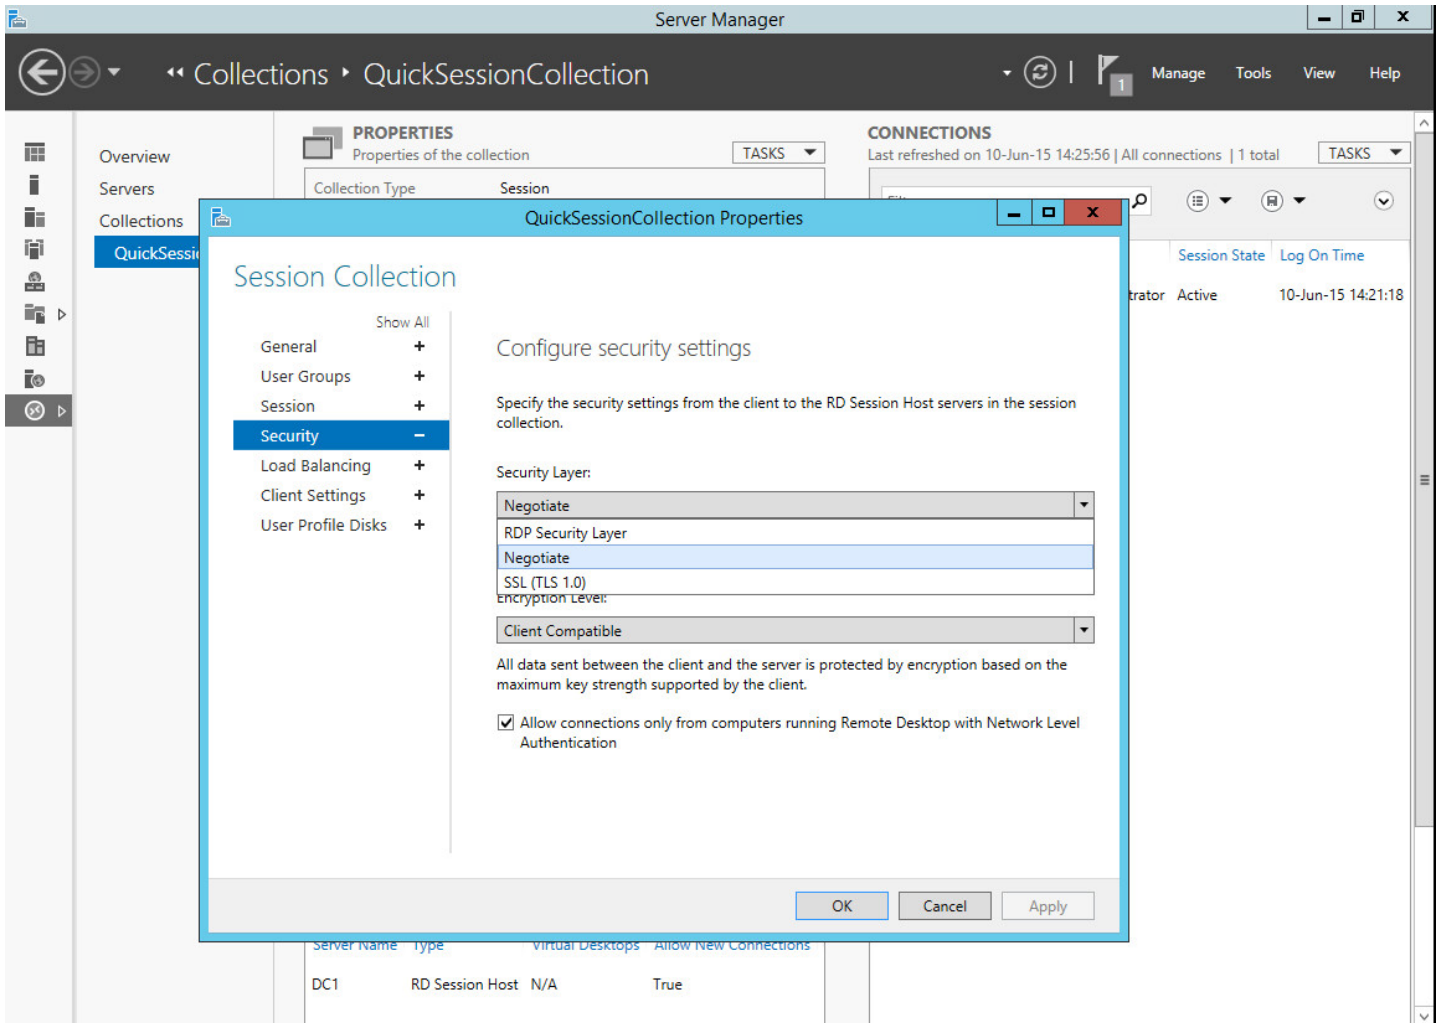 Server Manager
Collections QuickSessionCollection
1
Manage Tools View Help
Overview
Servers
Collections
PROPERTIES
Properties of the collection
TASKS
Collection Type Session
CONNECTIONS
Last refreshed on 10-Jun-15 14:25:56 | All connections | 1 total
TASKS
Session State Log On Time
Active 10-Jun-15 14:21:18
QuickSessionCollection Properties
Session Collection
Show All
General +
User Groups +
Session +
Security –
Load Balancing +
Client Settings +
User Profile Disks +
Configure security settings
Specify the security settings from the client to the RD Session Host servers in the session
collection.
Security Layer:
Negotiate
RDP Security Layer
Negotiate
SSL (TLS 1.0)
Encryption Level:
Client Compatible
All data sent between the client and the server is protected by encryption based on the
maximum key strength supported by the client.
Allow connections only from computers running Remote Desktop with Network Level
Authentication
OK Cancel Apply
Server Name Type Virtual Desktops Allow New Connections
DC1 RD Session Host N/A True